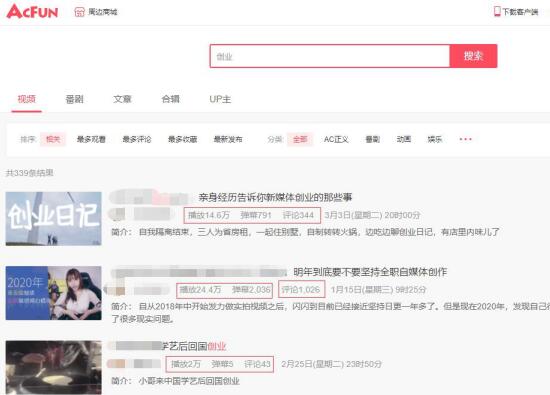 ACFUN 周边商城 下载客户端
创业 搜索
视频 番剧 文章 合辑 UP主
排序: 相关 最多观看 最多评论 最多收藏 最新发布 分类: 全部 AC正义 番剧 动画 娱乐 •••
共339条结果
创业日记
亲身经历告诉你新媒体创业的那些事
播放14.6万 弹幕791 评论344 3月3日(星期二) 20时00分
简介: 自我隔离结束，三人为省房租，一起住别墅，自制转转火锅，边吃边聊创业日记，有店里内味儿了
2020年
明年到底要不要坚持全职自媒体创作
播放24.4万 弹幕2,036 评论1,026 1月15日(星期三) 9时25分
简介: 自从2018年中开始发力做实拍视频之后，闪闪到目前已经接近坚持日更一年多了。但是现在2020年，发现自己
了很多现实问题。
学艺后回国创业
播放2万 弹幕5 评论43 2月25日(星期二) 23时50分
简介: 小哥来中国学艺后回国创业